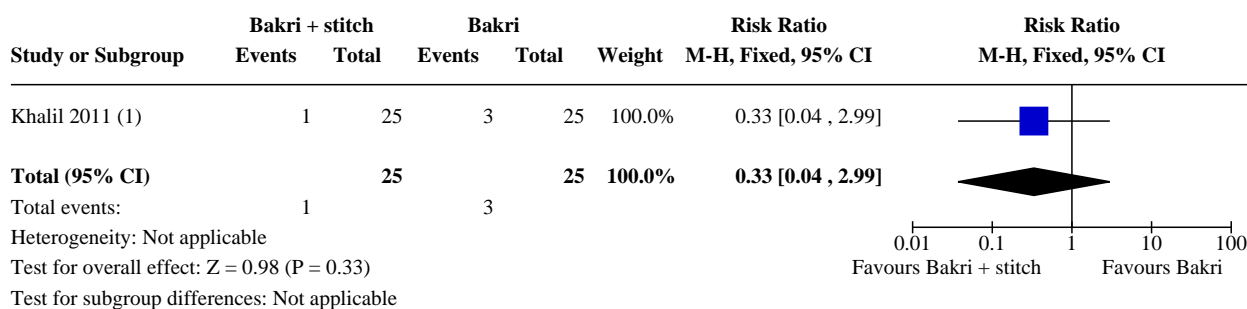 Bakri + stitch Bakri Risk Ratio Risk Ratio
Study or Subgroup Events Total Events Total Weight M-H, Fixed, 95% CI M-H, Fixed, 95% CI
Khalil 2011 (1) 1 25 3 25 100.0% 0.33 [0.04 , 2.99]
Total (95% CI) 25 25 100.0% 0.33 [0.04 , 2.99]
Total events: 1 3
Heterogeneity: Not applicable
0.01 0.1 1 10 100
Test for overall effect: Z = 0.98 (P = 0.33)
Favours Bakri + stitch Favours Bakri
Test for subgroup differences: Not applicable